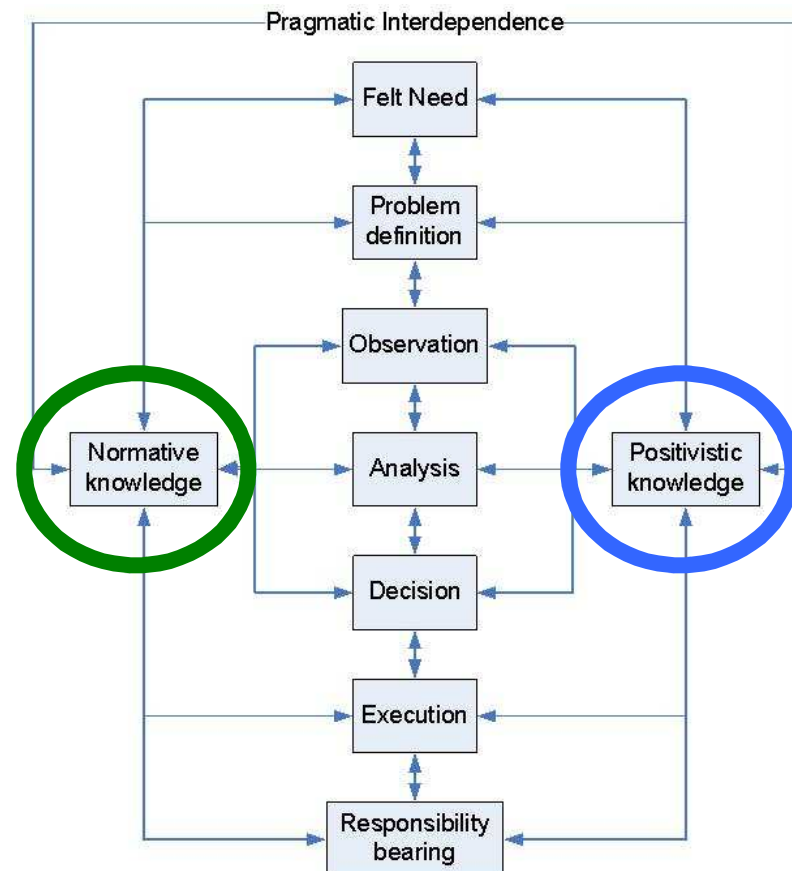 Pragmatic Interdependence
Felt Need
Problem
definition
Observation
Normative
knowledge
Analysis
Positivistic
knowledge
Decision
Execution
Responsibility
bearing